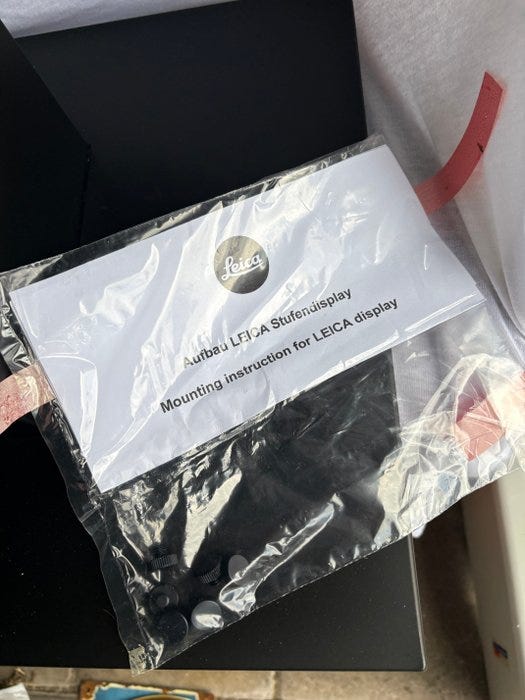 Leica
Aufbau LEICA Stufendisplay
Mounting instruction for LEICA display